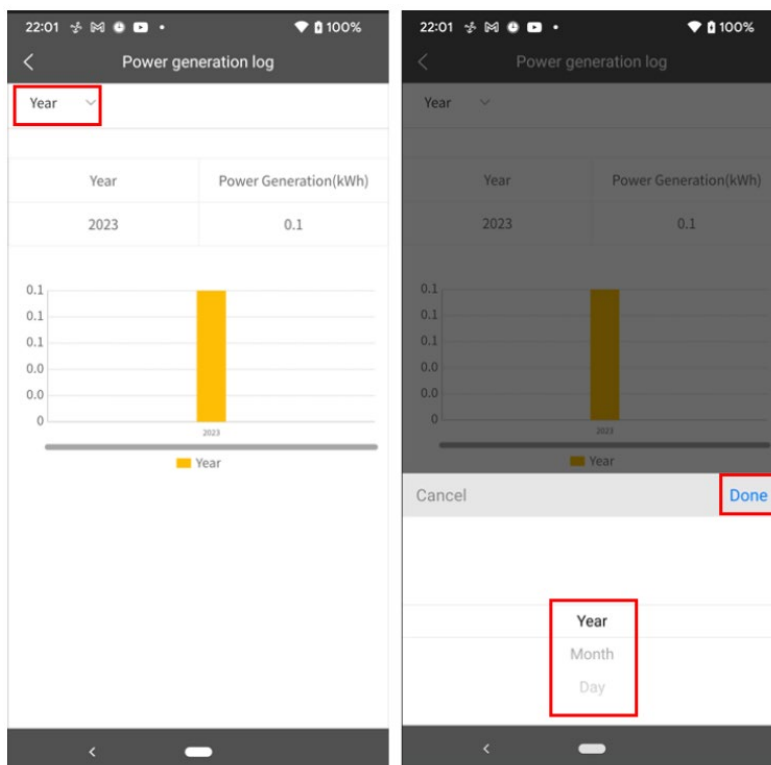 22:01 100%
Power generation log
Year
Year Power Generation(kWh)
2023 0.1
0.1
0.1
0.1
0.0
0.0
0
2023
Year
22:01 100%
Power generation log
Year
Year Power Generation(kWh)
2023 0.1
0.1
0.1
0.1
0.0
0.0
0
2023
Year
Cancel Done
Year
Month
Day